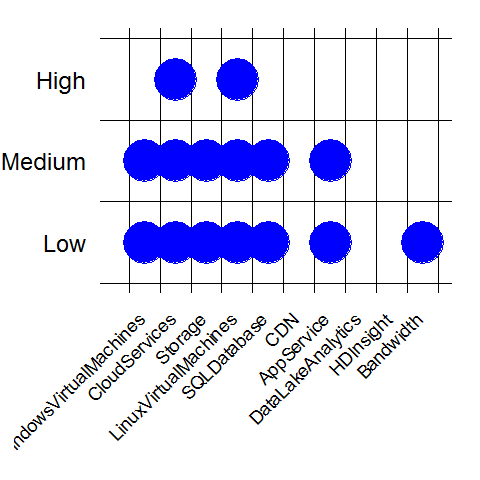 High
Medium
Low
ndowsVirtualMachines
CloudServices
Storage
LinuxVirtualMachines
SQLDatabase
CDN
AppService
DataLakeAnalytics
HDInsight
Bandwidth